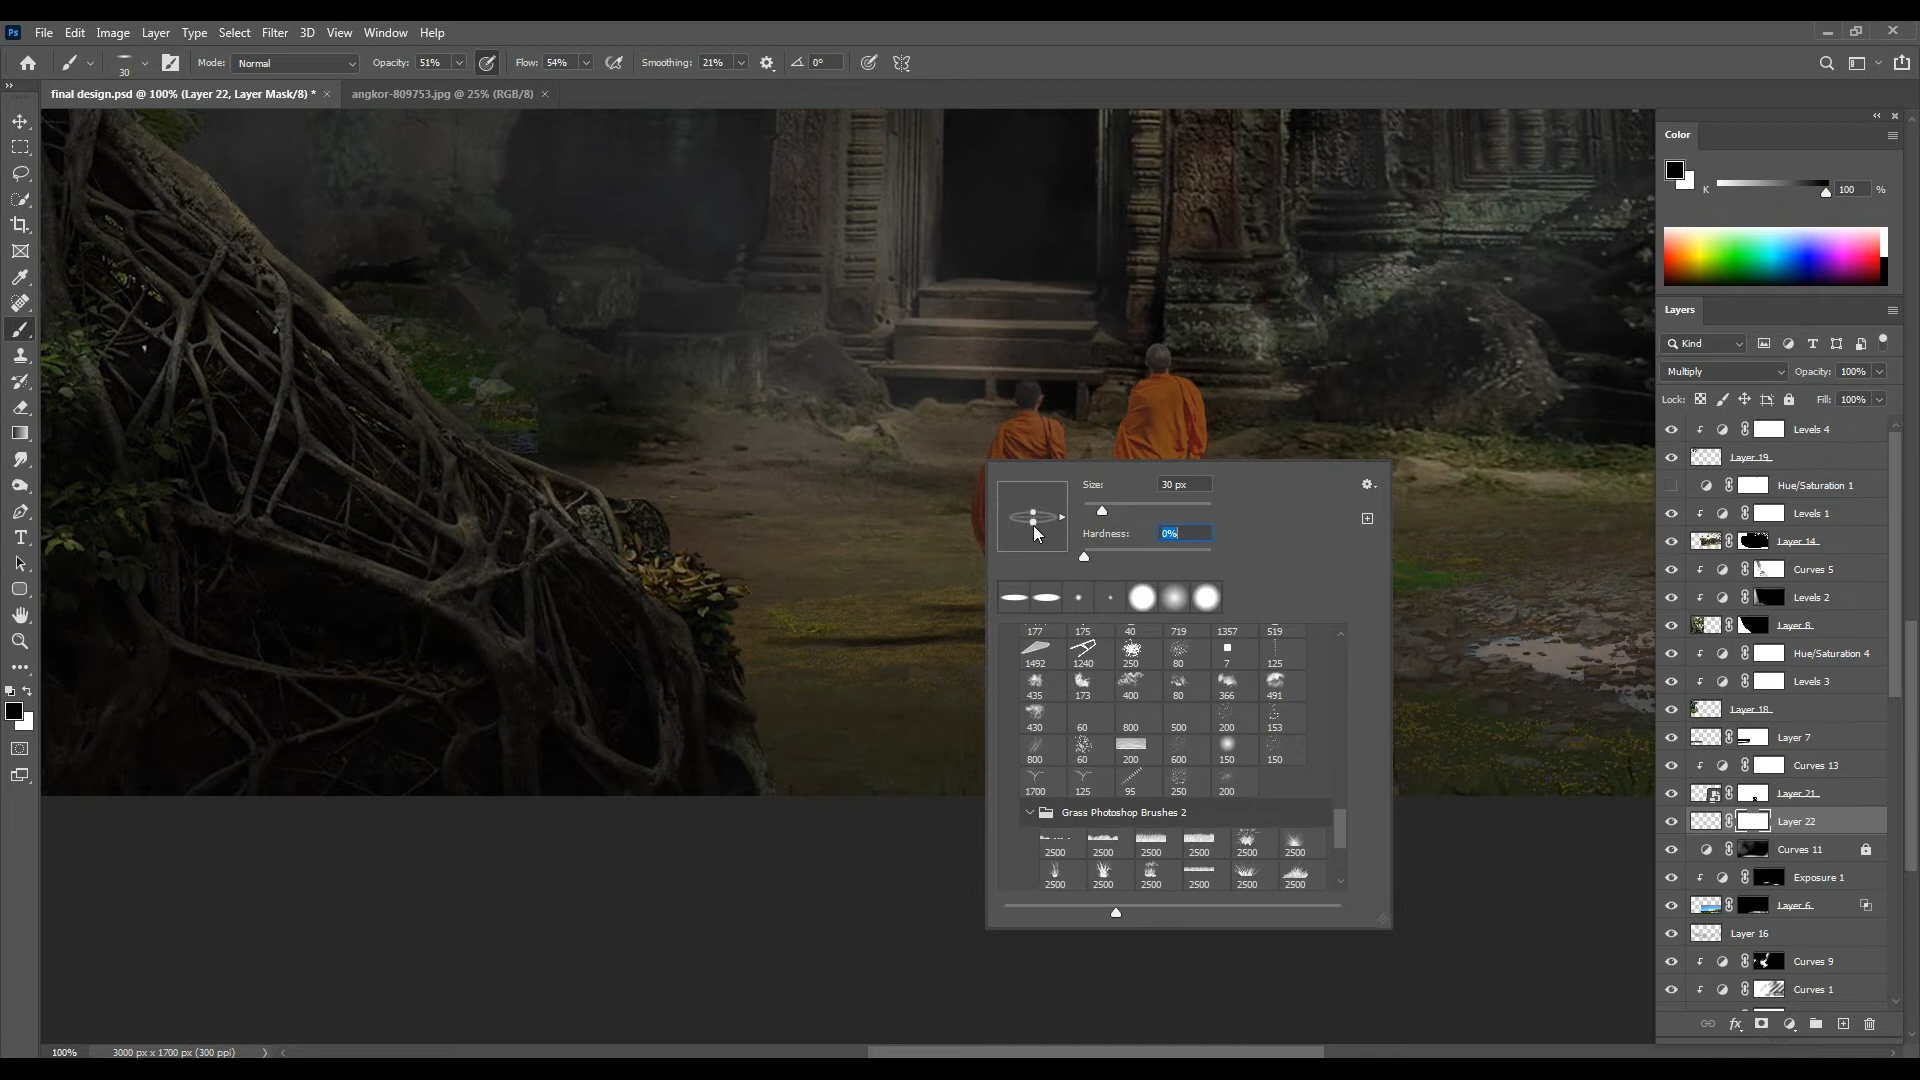 Ps File Edit Image Layer Type Select Filter 3D View Window Help
30 Mode: Normal Opacity: 51% Flow: 54% Smoothing: 21% 0°
final design.psd @ 100% (Layer 22, Layer Mask/8) * × angkor-809753.jpg @ 25% (RGB/8) ×
Color
K 100 %
Layers
Kind
Multiply Opacity: 100%
Lock: Fill: 100%
Levels 4
Layer 19
Hue/Saturation 1
Levels 1
Layer 14
Curves 5
Levels 2
Layer 8
Hue/Saturation 4
Levels 3
Layer 18
Layer 7
Curves 13
Layer 21
Layer 22
Curves 11
Exposure 1
Layer 6
Layer 16
Curves 9
Curves 1
Size: 30 px
Hardness: 0%
177 175 40 719 1357 519
1492 1240 250 80 7 125
435 173 400 80 366 491
430 60 800 500 200 153
800 60 200 600 150 150
1700 125 95 250 200
Grass Photoshop Brushes 2
2500 2500 2500 2500 2500 2500
2500 2500 2500 2500 2500 2500
100% 3000 px x 1700 px (300 ppi)